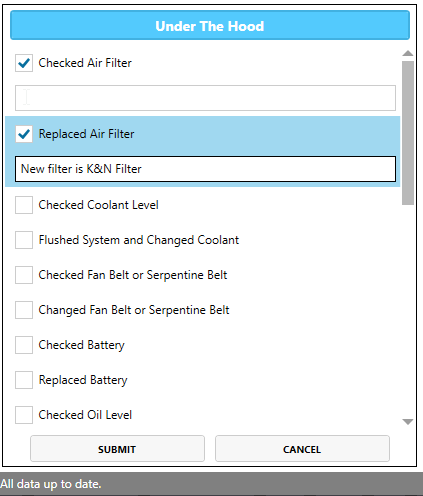 Under The Hood
Checked Air Filter
Replaced Air Filter
New filter is K&N Filter
Checked Coolant Level
Flushed System and Changed Coolant
Checked Fan Belt or Serpentine Belt
Changed Fan Belt or Serpentine Belt
Checked Battery
Replaced Battery
Checked Oil Level
SUBMIT CANCEL
All data up to date.